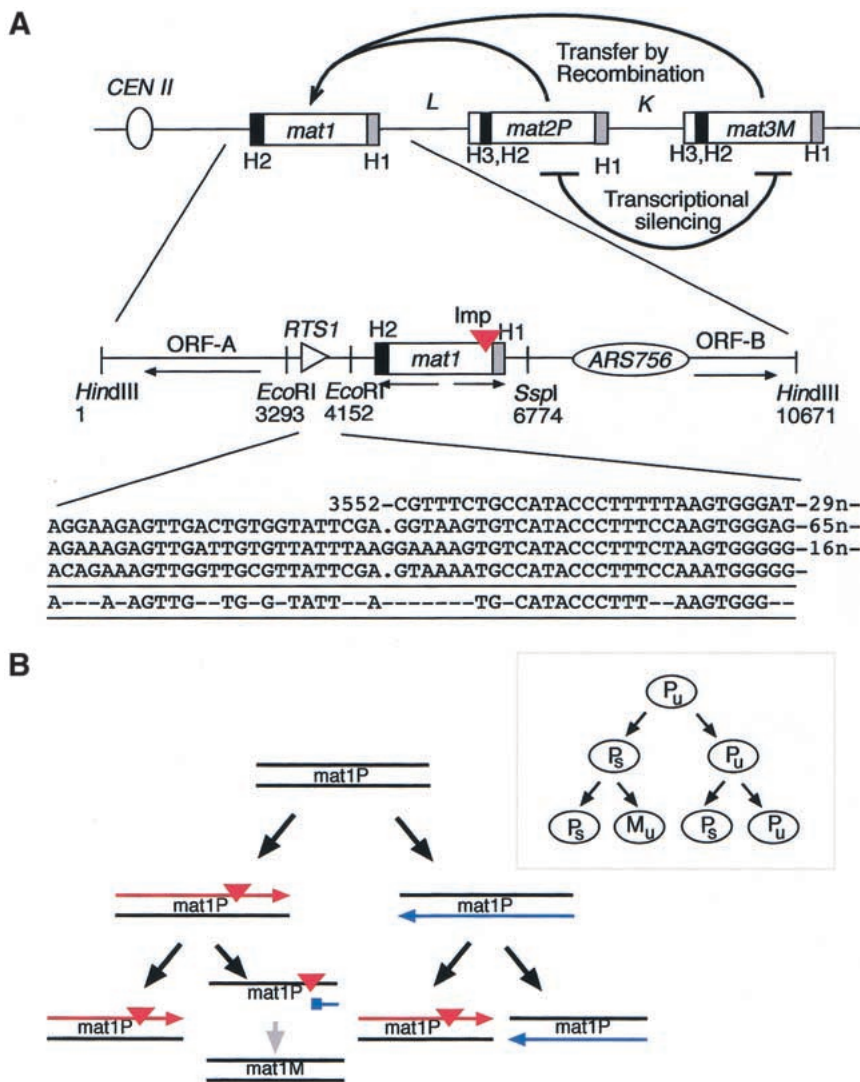 A
CEN II
Transfer by
Recombination
L
K
mat1
mat2P
mat3M
H2
H1
H3,H2
H1
H3,H2
H1
Transcriptional
silencing
ORF-A
RTS1
H2
Imp
H1
mat1
ARS756
ORF-B
HindIII
1
EcoRI
3293
EcoRI
4152
SspI
6774
HindIII
10671
3552-CGTTTCTGCCATACCCTTTTTAAGTGGGAT-29n-
AGGAAGAGTTGACTGTGGTATTCGA.GGTAAGTGTCATACCCTTTCCAAGTGGGAG-65n-
AGAAAGAGTTGATTGTGTTATTTAAGGAAAAGTGTCATACCCTTTCTAAGTGGGGG-16n-
ACAGAAAGTTGGTTGCGTTATTCGA.GTAAAATGCCATACCCTTTCCAAATGGGGG-
A---A-AGTTG--TG-G-TATT--A-------TG-CATACCCTTT--AAGTGGG--
B
Pu
Ps
Pu
Ps
Mu
Ps
Pu
mat1P
mat1P
mat1P
mat1P
mat1P
mat1P
mat1P
mat1M